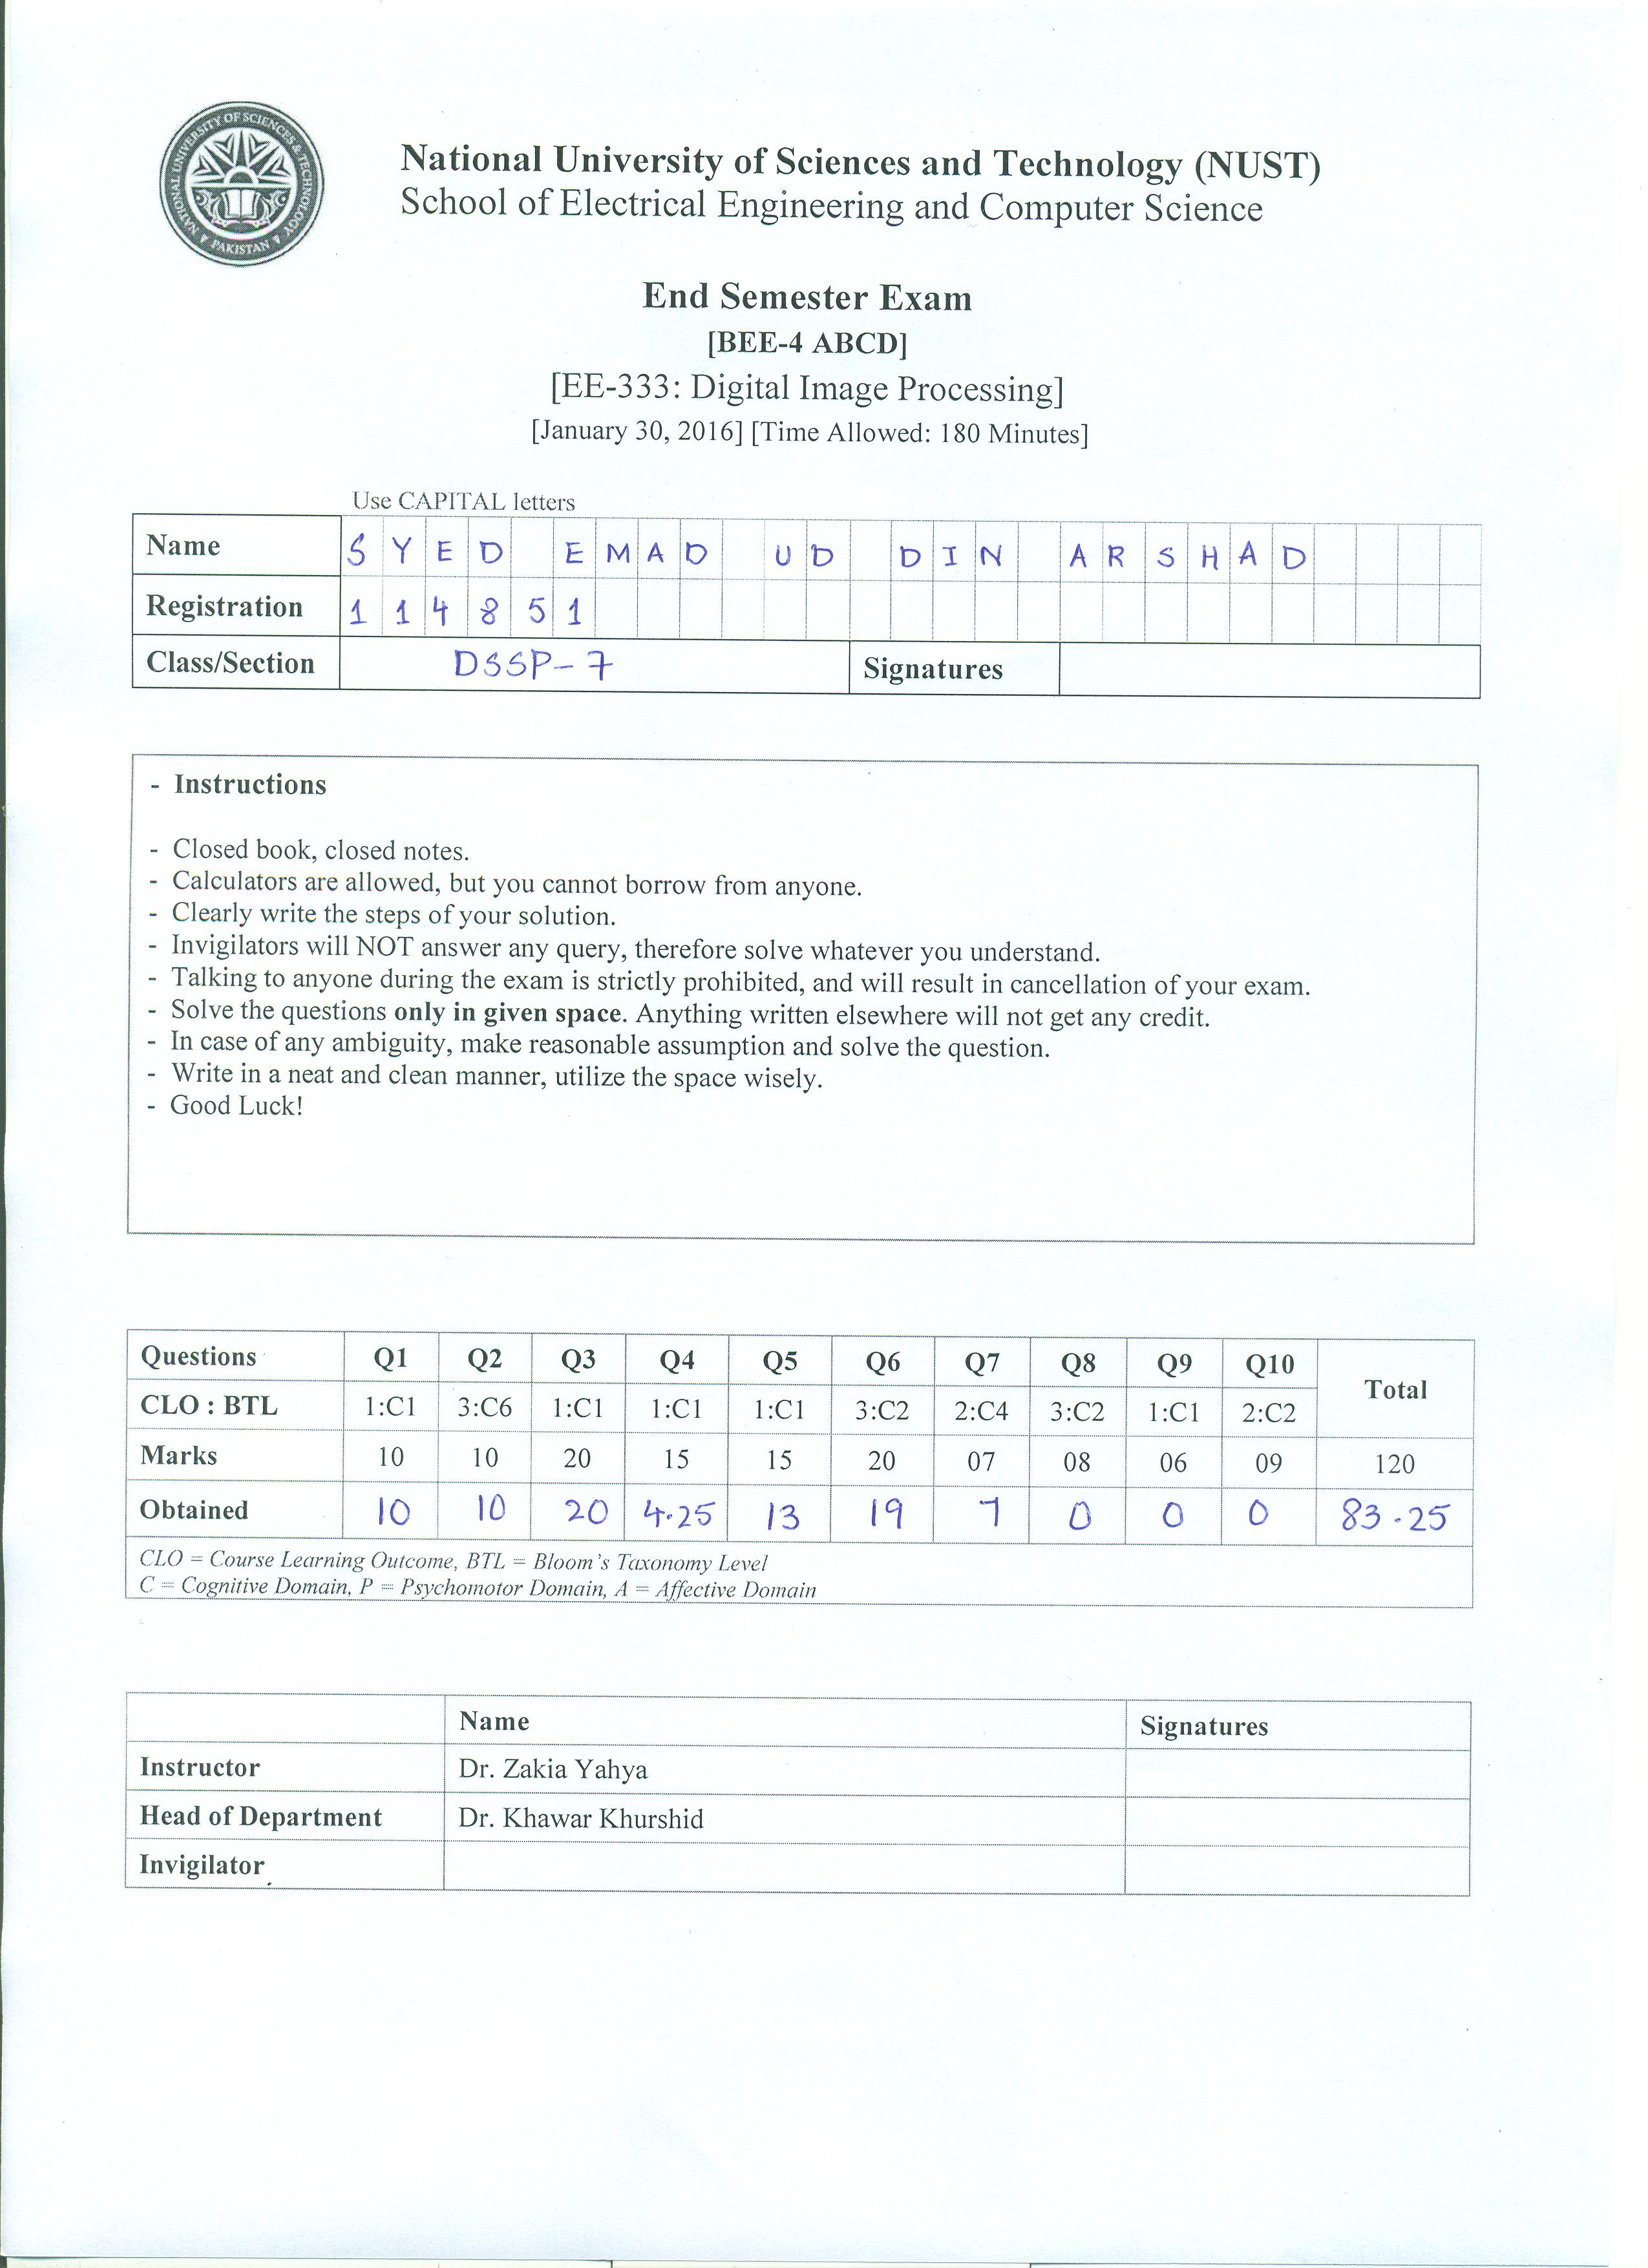 NATIONAL UNIVERSITY OF SCIENCES & TECHNOLOGY
PAKISTAN
National University of Sciences and Technology (NUST)
School of Electrical Engineering and Computer Science
End Semester Exam
[BEE-4 ABCD]
[EE-333: Digital Image Processing]
[January 30, 2016] [Time Allowed: 180 Minutes]
Use CAPITAL letters
Name SYED EMAD UD DIN ARSHAD
Registration 114851
Class/Section DSSP-7 Signatures
- Instructions
- Closed book, closed notes.
- Calculators are allowed, but you cannot borrow from anyone.
- Clearly write the steps of your solution.
- Invigilators will NOT answer any query, therefore solve whatever you understand.
- Talking to anyone during the exam is strictly prohibited, and will result in cancellation of your exam.
- Solve the questions only in given space. Anything written elsewhere will not get any credit.
- In case of any ambiguity, make reasonable assumption and solve the question.
- Write in a neat and clean manner, utilize the space wisely.
- Good Luck!
Questions Q1 Q2 Q3 Q4 Q5 Q6 Q7 Q8 Q9 Q10 Total
CLO : BTL 1:C1 3:C6 1:C1 1:C1 1:C1 3:C2 2:C4 3:C2 1:C1 2:C2
Marks 10 10 20 15 15 20 07 08 06 09 120
Obtained 10 10 20 4.25 13 19 7 0 0 0 83.25
CLO = Course Learning Outcome, BTL = Bloom's Taxonomy Level
C = Cognitive Domain, P = Psychomotor Domain, A = Affective Domain
Name Signatures
Instructor Dr. Zakia Yahya
Head of Department Dr. Khawar Khurshid
Invigilator